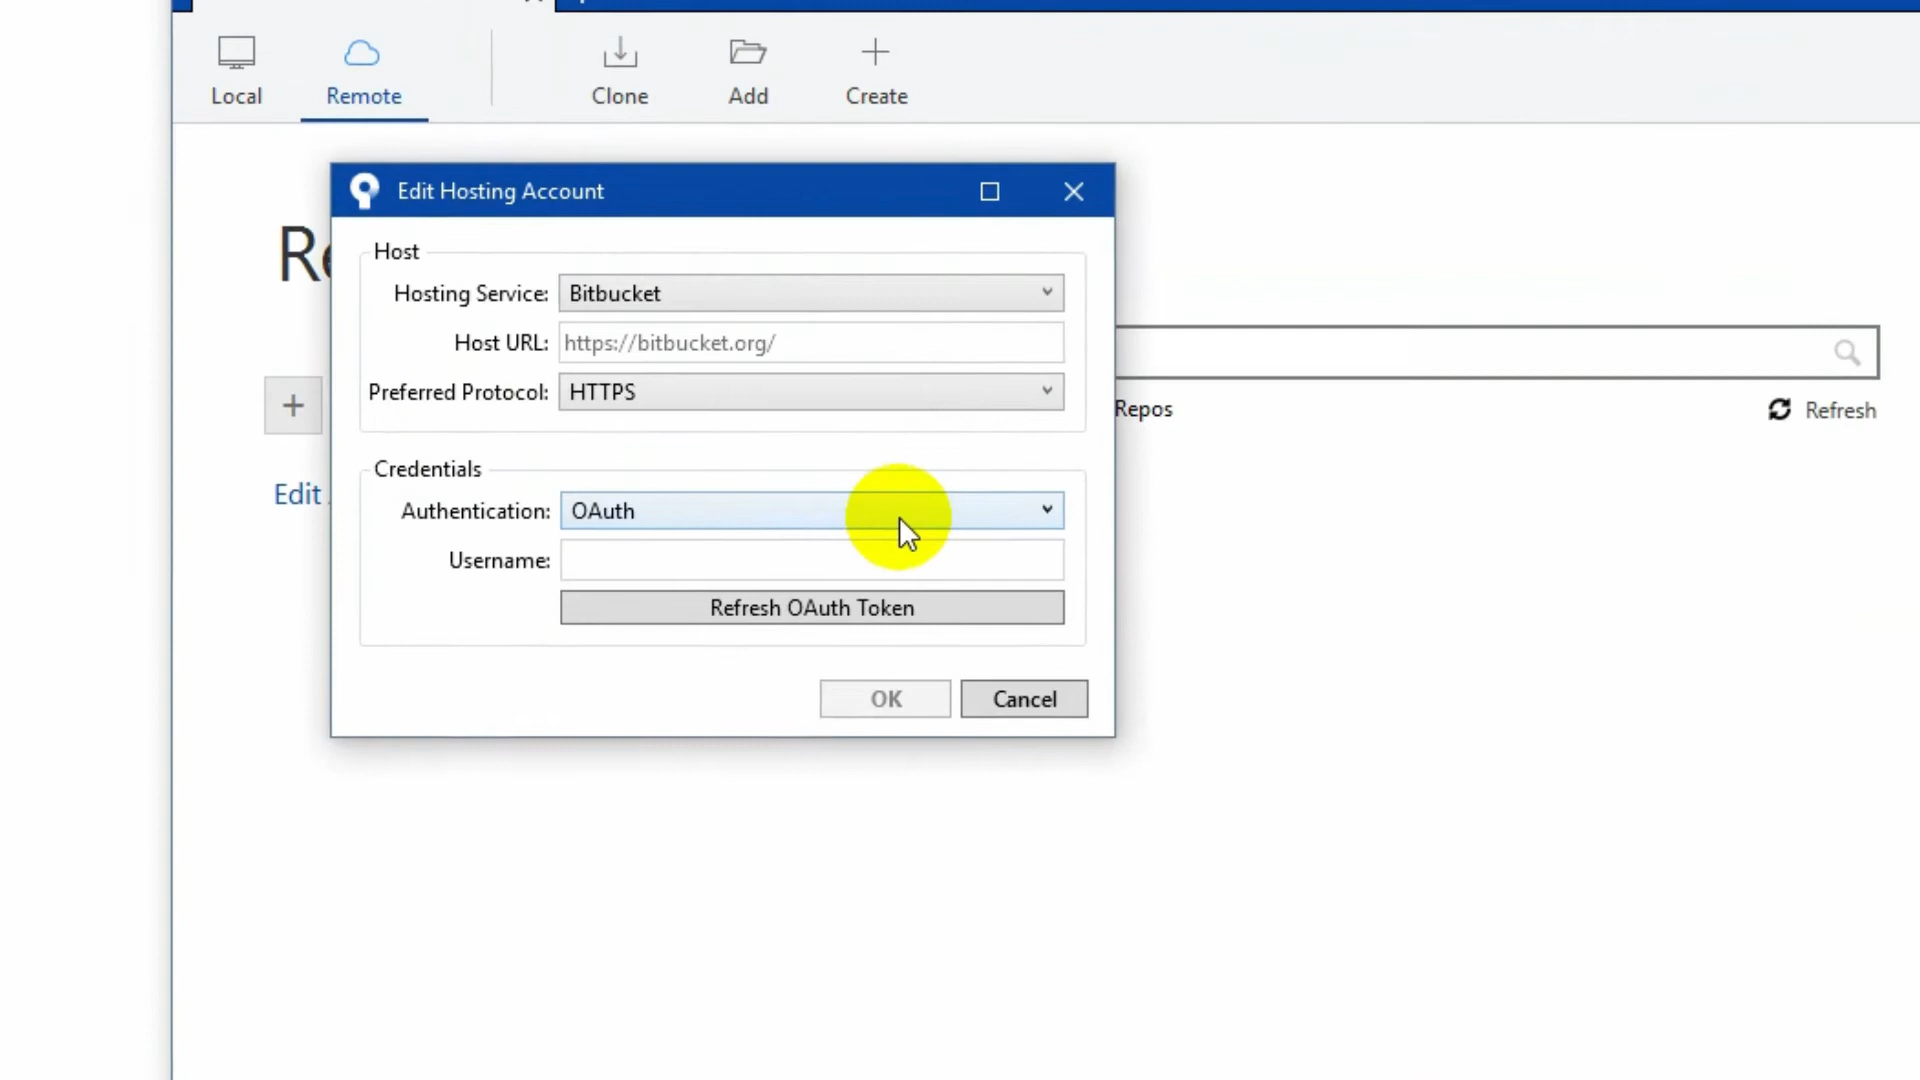 Local
Remote
Clone
Add
Create
Edit Hosting Account
Host
Hosting Service: Bitbucket
Host URL: https://bitbucket.org/
Preferred Protocol: HTTPS
Repos
Refresh
Credentials
Edit
Authentication: OAuth
Username:
Refresh OAuth Token
OK
Cancel